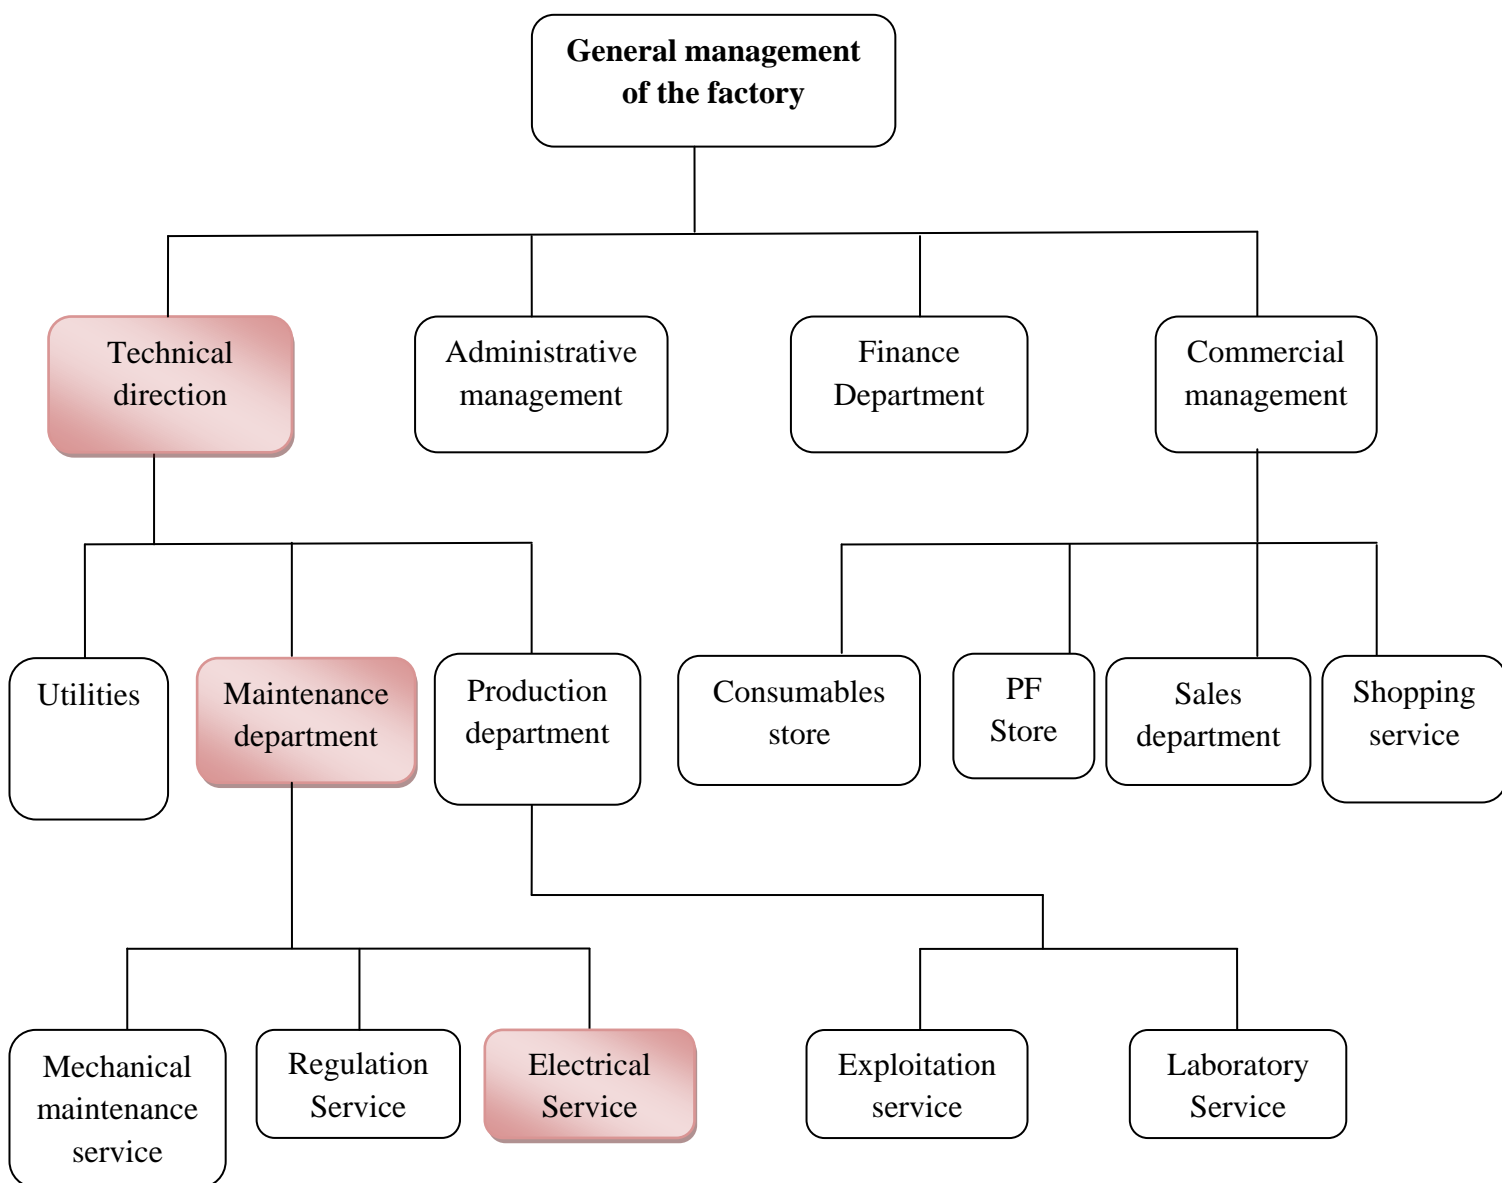 General management
of the factory
Technical
direction
Administrative
management
Finance
Department
Commercial
management
Utilities
Maintenance
department
Production
department
Consumables
store
PF
Store
Sales
department
Shopping
service
Mechanical
maintenance
service
Regulation
Service
Electrical
Service
Exploitation
service
Laboratory
Service